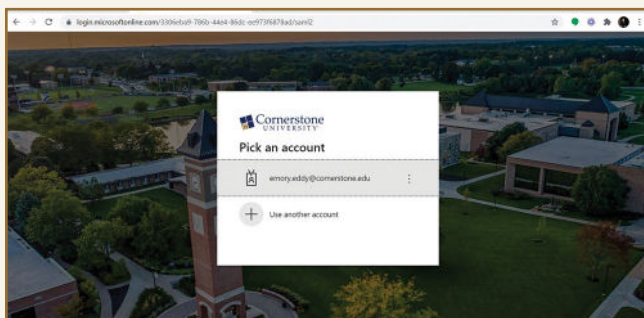 login.microsoftonline.com/3306eba9-786b-44e4-86dc-ee973f6878ad/saml2
Cornerstone
UNIVERSITY
Pick an account
emory.eddy@cornerstone.edu
Use another account